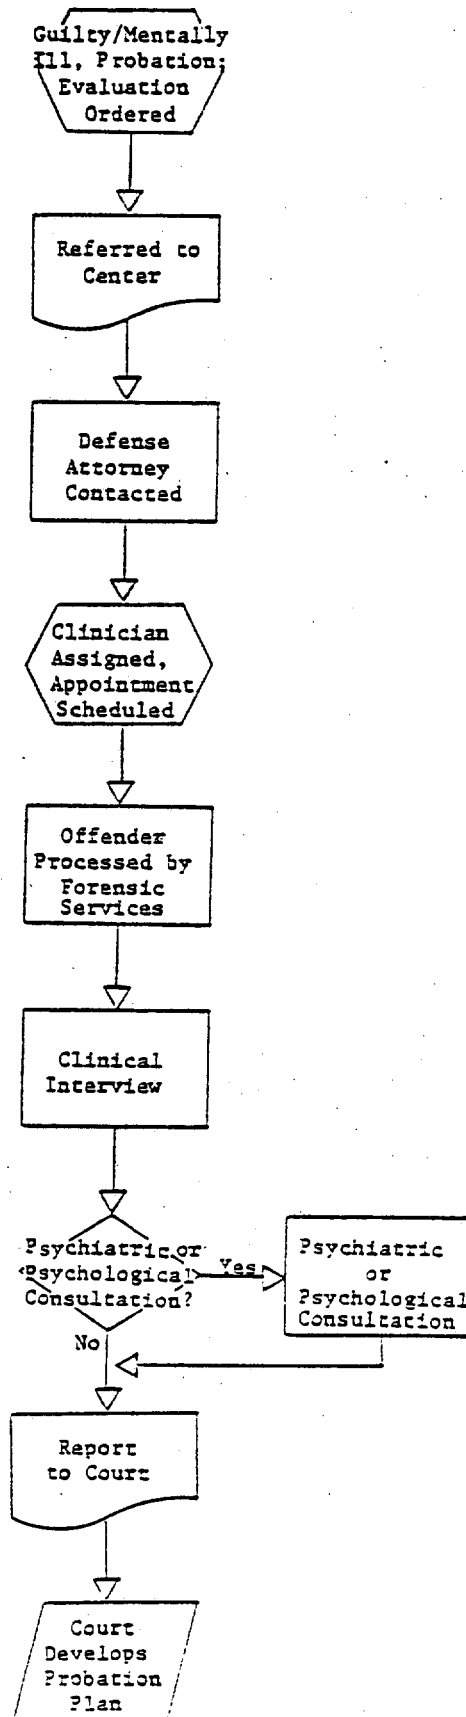 Guilty/Mentally
Ill, Probation;
Evaluation
Ordered
Referred to
Center
Defense
Attorney
Contacted
Clinician
Assigned,
Appointment
Scheduled
Offender
Processed by
Forensic
Services
Clinical
Interview
Psychiatric or
Psychological
Consultation?
Yes
Psychiatric
or
Psychological
Consultation
No
Report
to Court
Court
Develops
Probation
Plan